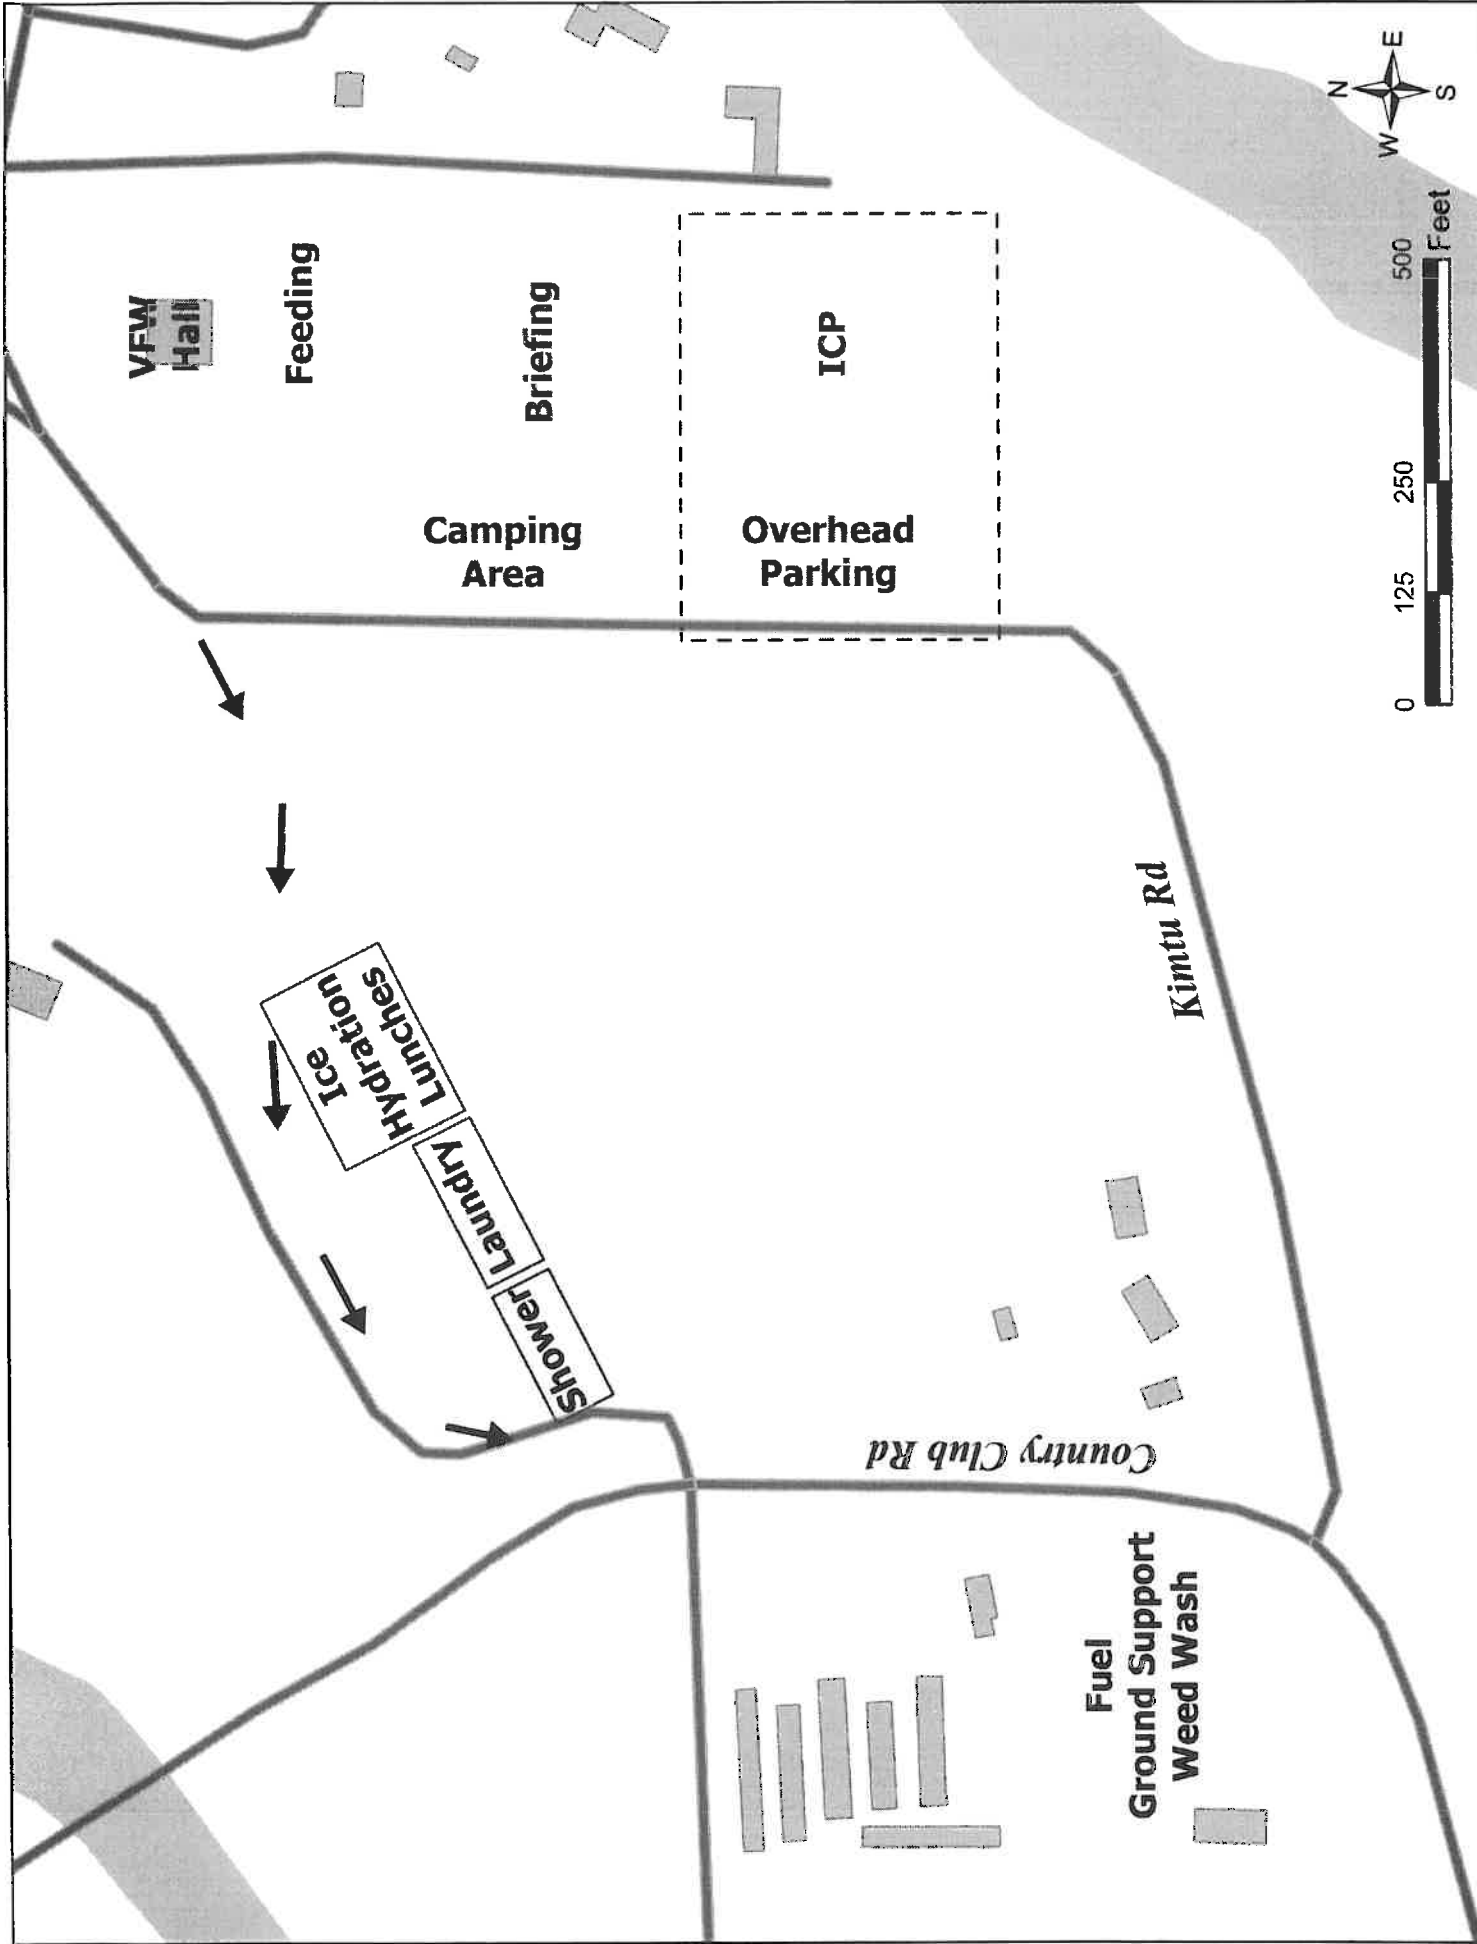 VFW
Hall
Feeding
Briefing
Camping
Area
ICP
Overhead
Parking
Ice
Hydration
Lunches
Laundry
Shower
Kimtu Rd
Country Club Rd
Fuel
Ground Support
Weed Wash
N
W
E
S
0
125
250
500
Feet